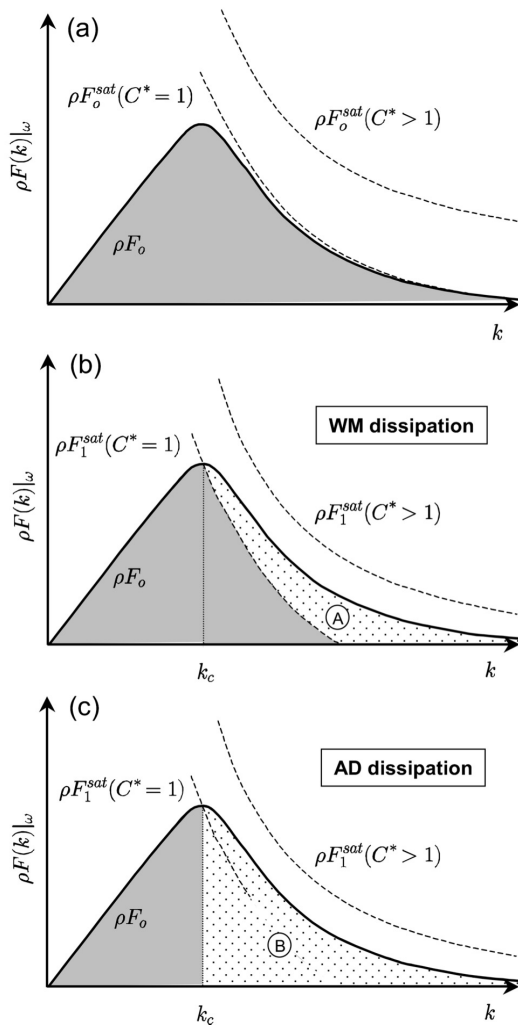 (a)
ρF_o^{sat}(C* = 1)
ρF_o^{sat}(C* > 1)
ρF(k)|_ω
ρF_o
k
(b)
WM dissipation
ρF_1^{sat}(C* = 1)
ρF_1^{sat}(C* > 1)
ρF(k)|_ω
ρF_o
A
k_c
k
(c)
AD dissipation
ρF_1^{sat}(C* = 1)
ρF_1^{sat}(C* > 1)
ρF(k)|_ω
ρF_o
B
k_c
k